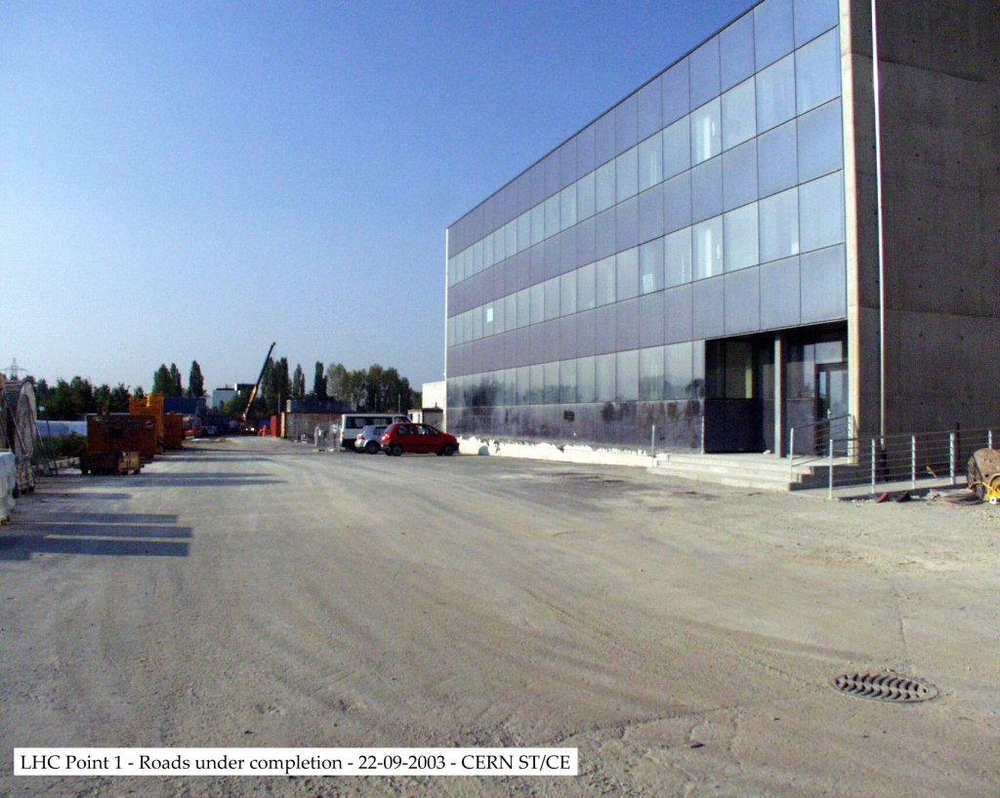 LHC Point 1 - Roads under completion - 22-09-2003 - CERN ST/CE